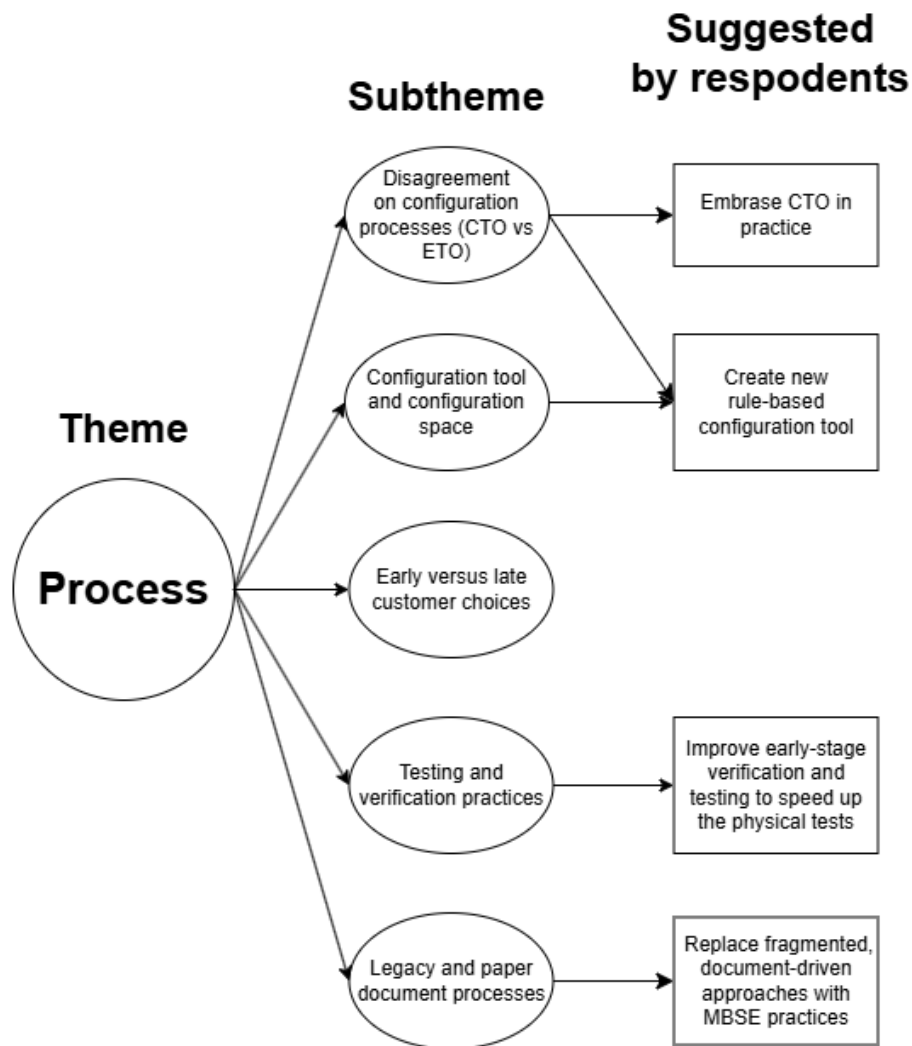 Suggested
by respodents
Subtheme
Disagreement
on configuration
processes (CTO vs
ETO)
Embrase CTO in
practice
Configuration tool
and configuration
space
Create new
rule-based
configuration tool
Theme
Process
Early versus late
customer choices
Testing and
verification practices
Improve early-stage
verification and
testing to speed up
the physical tests
Legacy and paper
document processes
Replace fragmented,
document-driven
approaches with
MBSE practices